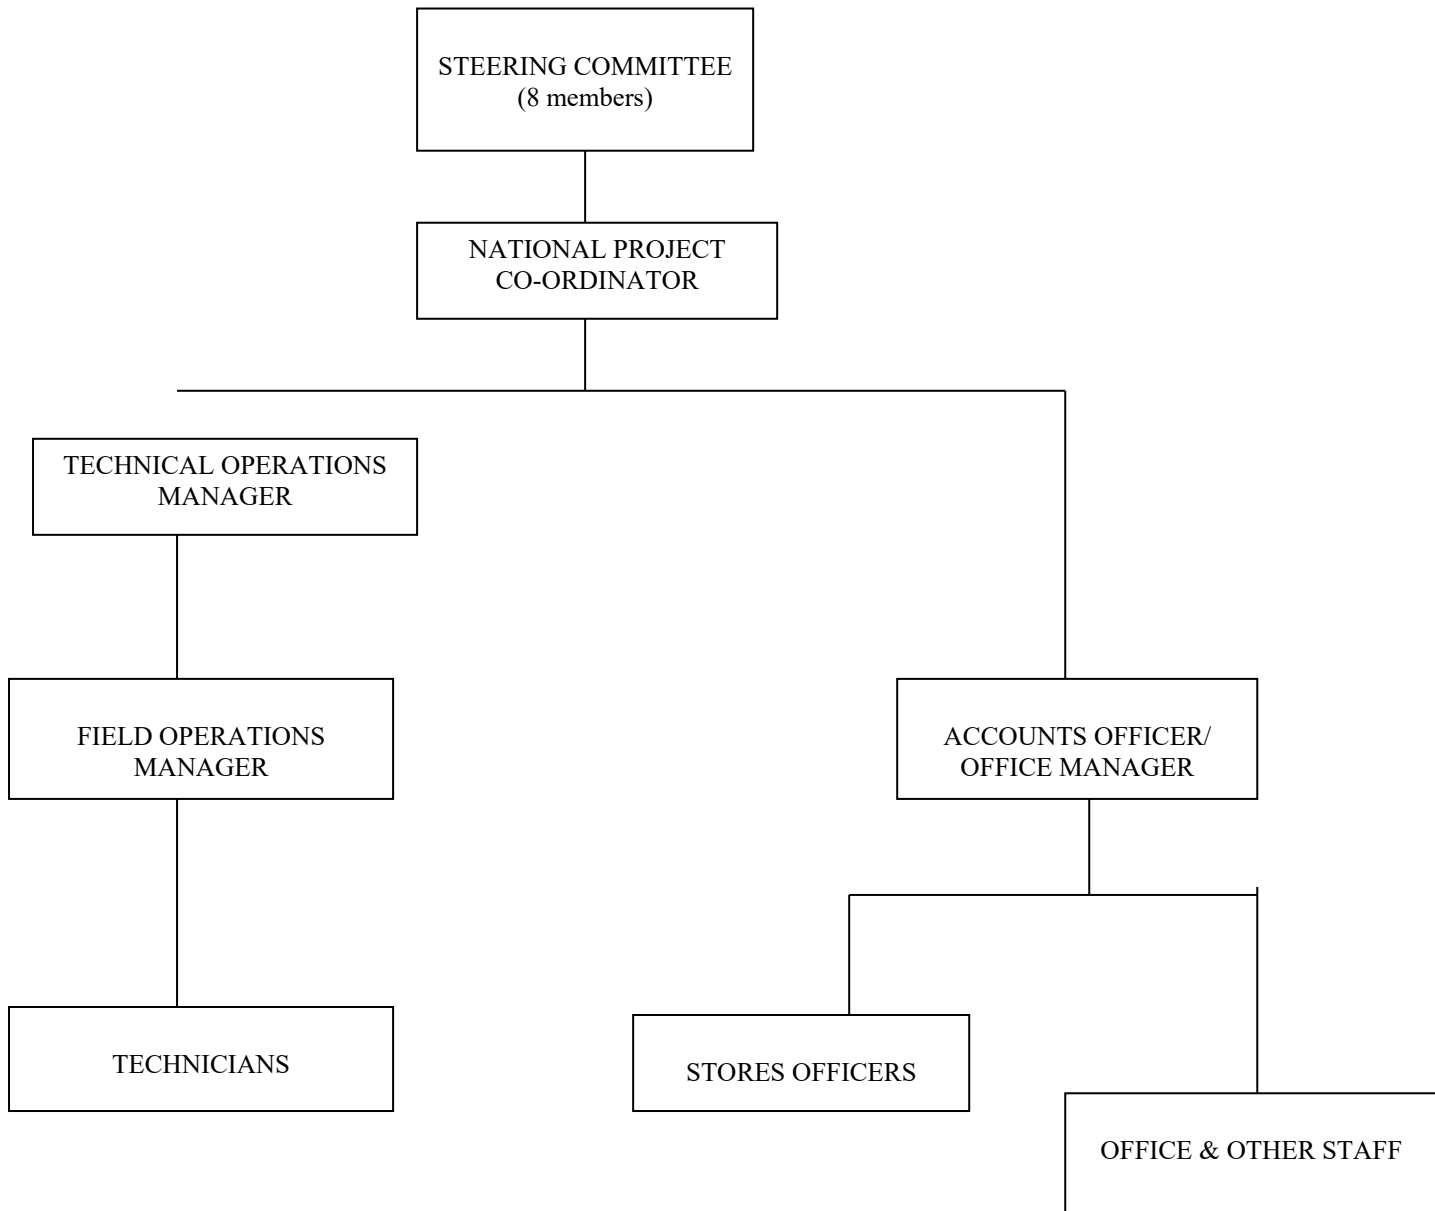 STEERING COMMITTEE
(8 members)
NATIONAL PROJECT
CO-ORDINATOR
TECHNICAL OPERATIONS
MANAGER
FIELD OPERATIONS
MANAGER
ACCOUNTS OFFICER/
OFFICE MANAGER
TECHNICIANS
STORES OFFICERS
OFFICE & OTHER STAFF